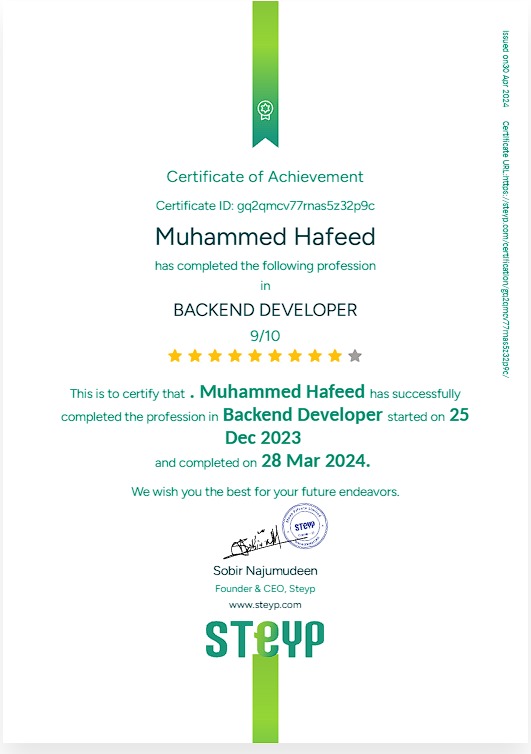 Certificate of Achievement
Certificate ID: gq2qmcv77rnas5z32p9c
Muhammed Hafeed
has completed the following profession
in
BACKEND DEVELOPER
9/10
This is to certify that . Muhammed Hafeed has successfully
completed the profession in Backend Developer started on 25
Dec 2023
and completed on 28 Mar 2024.
We wish you the best for your future endeavors.
STEYP
Sobir Najumudeen
Founder & CEO, Steyp
www.steyp.com
STEYP
Issued on30 Apr 2024 Certificate URL:https://steyp.com/certification/gq2qmcv77rnas5z32p9c/